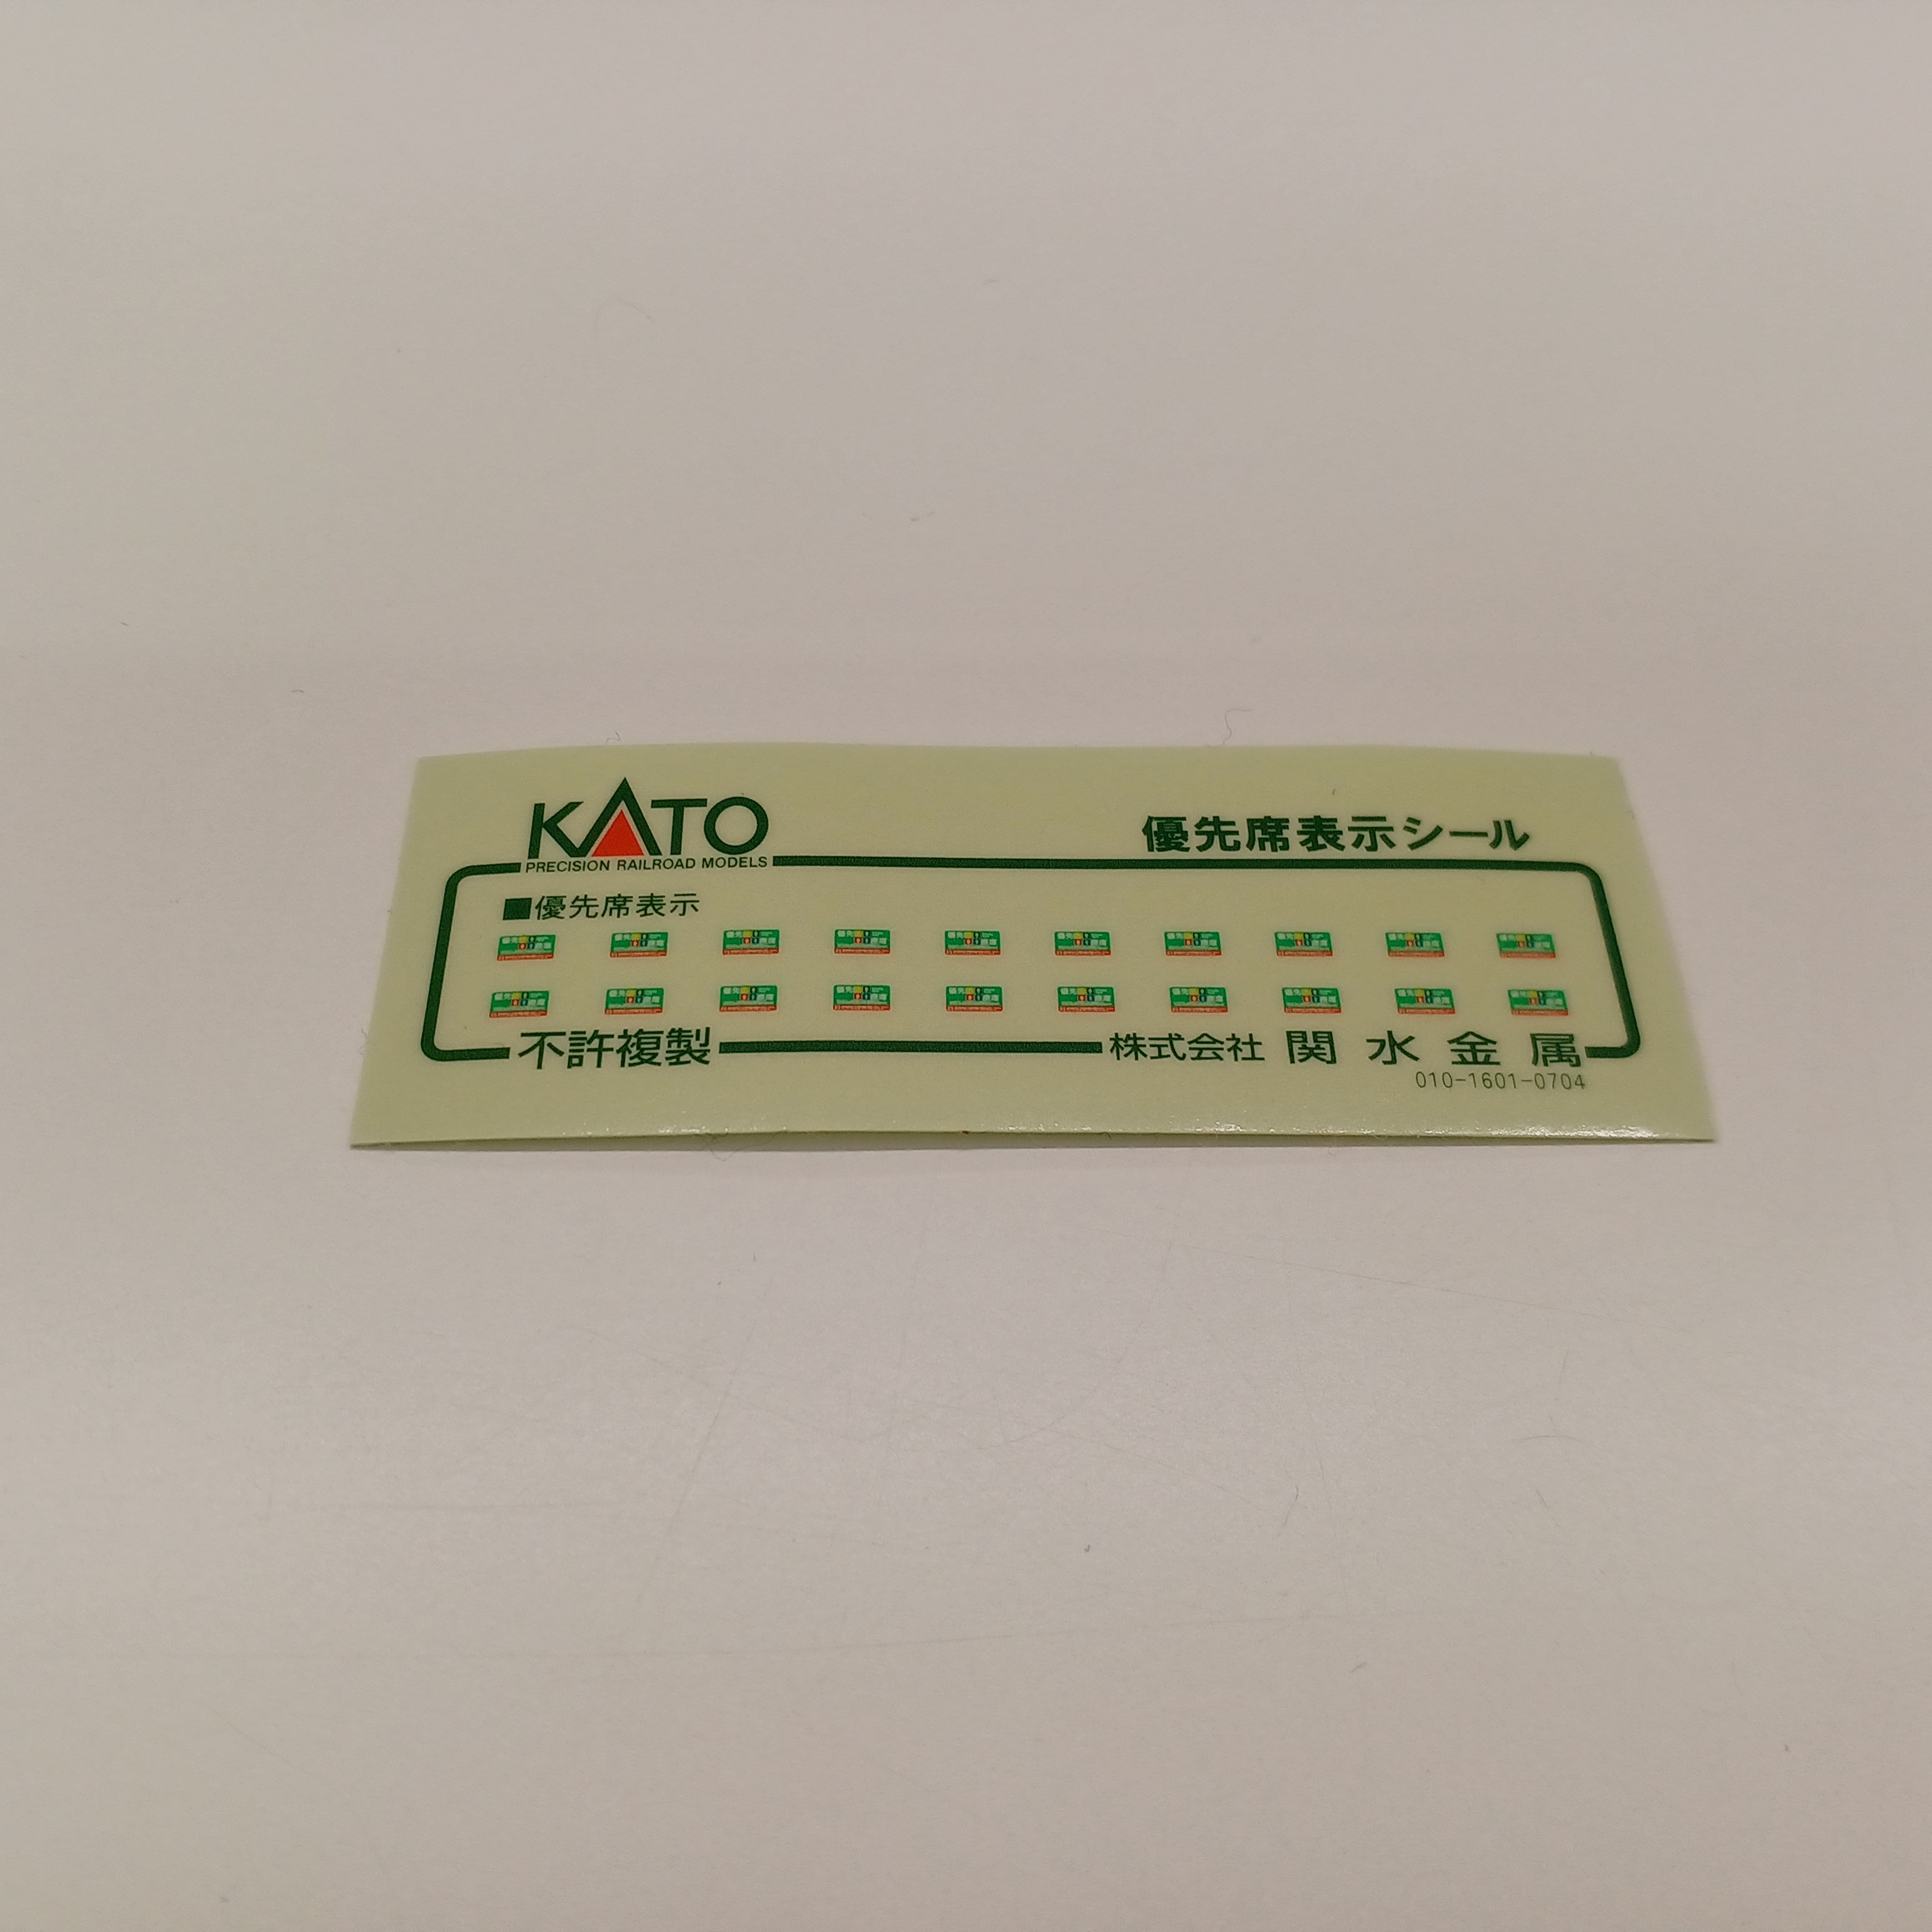 KATO
PRECISION RAILROAD MODELS
優先席表示シール
■優先席表示
不許複製
株式会社 関水金属
010-1601-0704